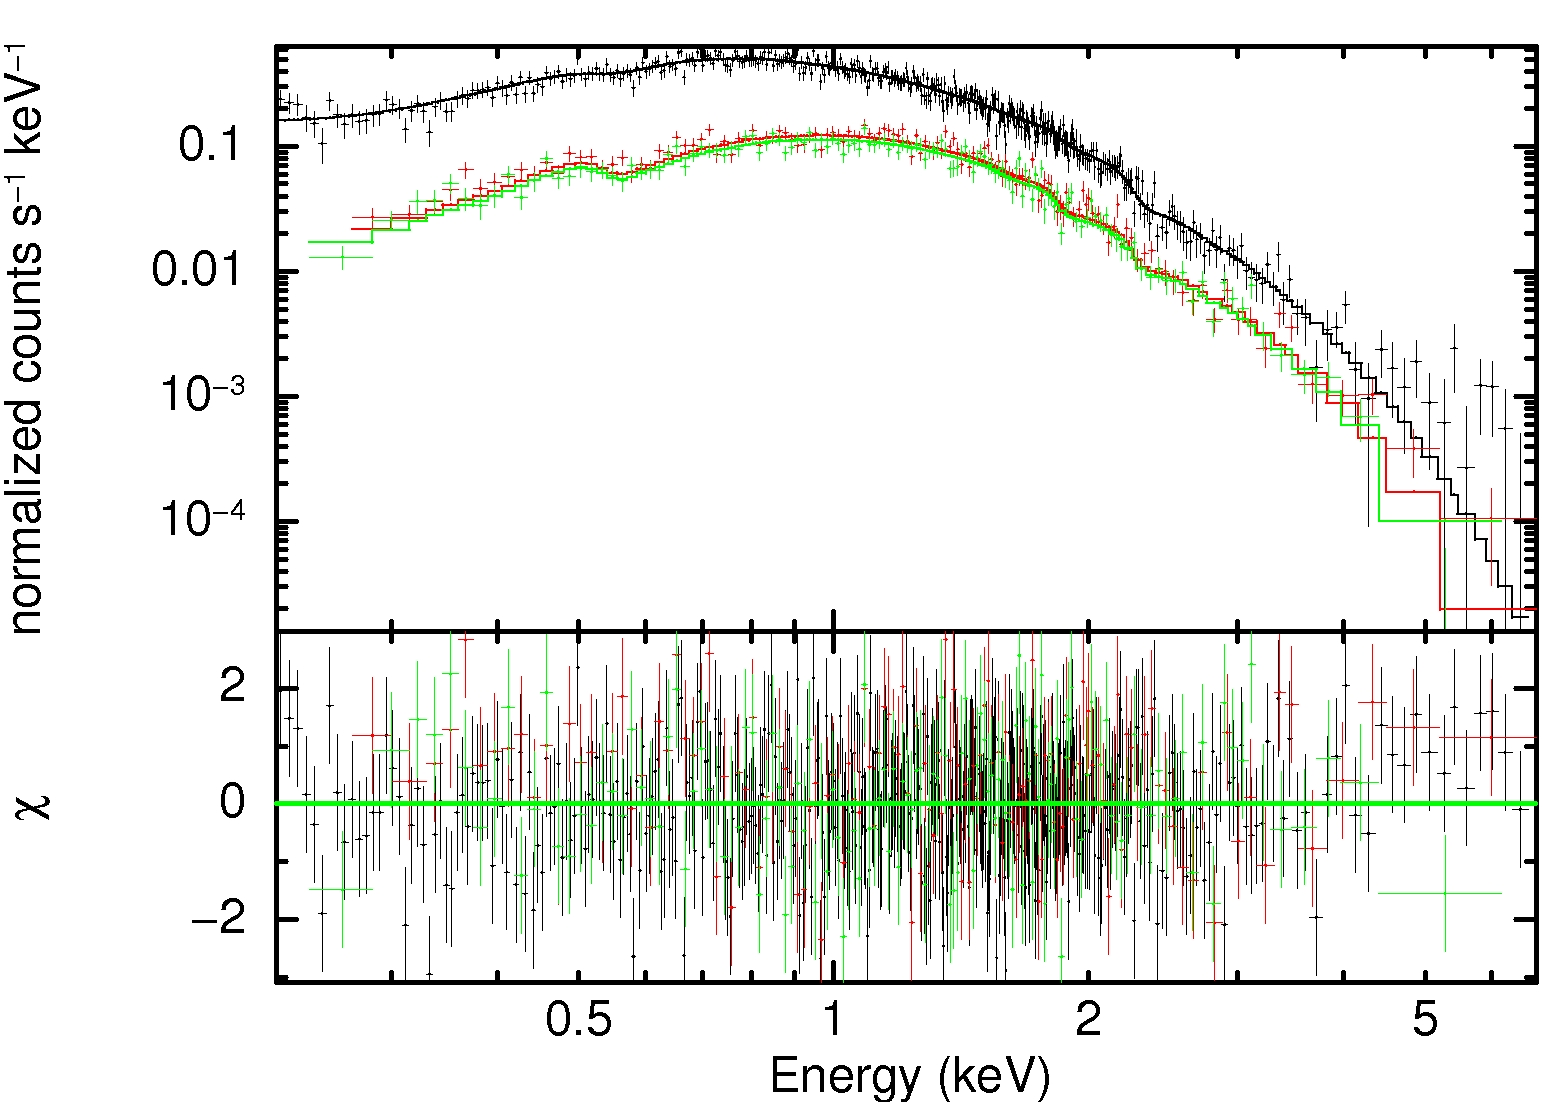 normalized counts s⁻¹ keV⁻¹
0.1
0.01
10⁻³
10⁻⁴
2
0
−2
χ
0.5 1 2 5
Energy (keV)